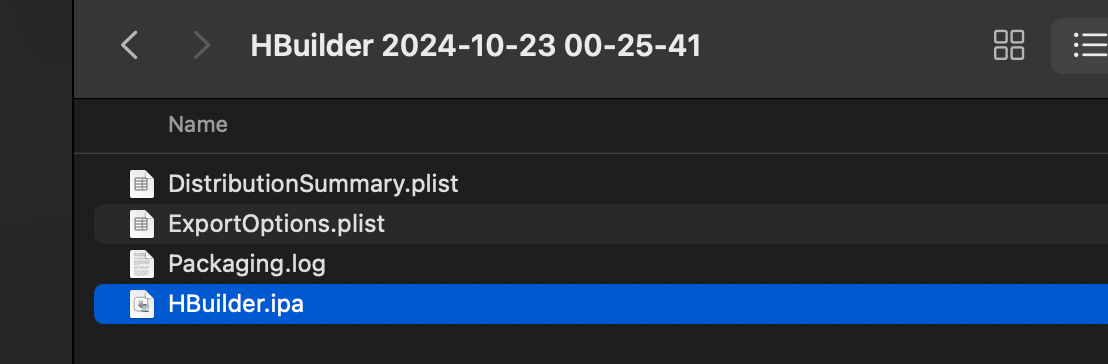 HBuilder 2024-10-23 00-25-41
Name
DistributionSummary.plist
ExportOptions.plist
Packaging.log
HBuilder.ipa